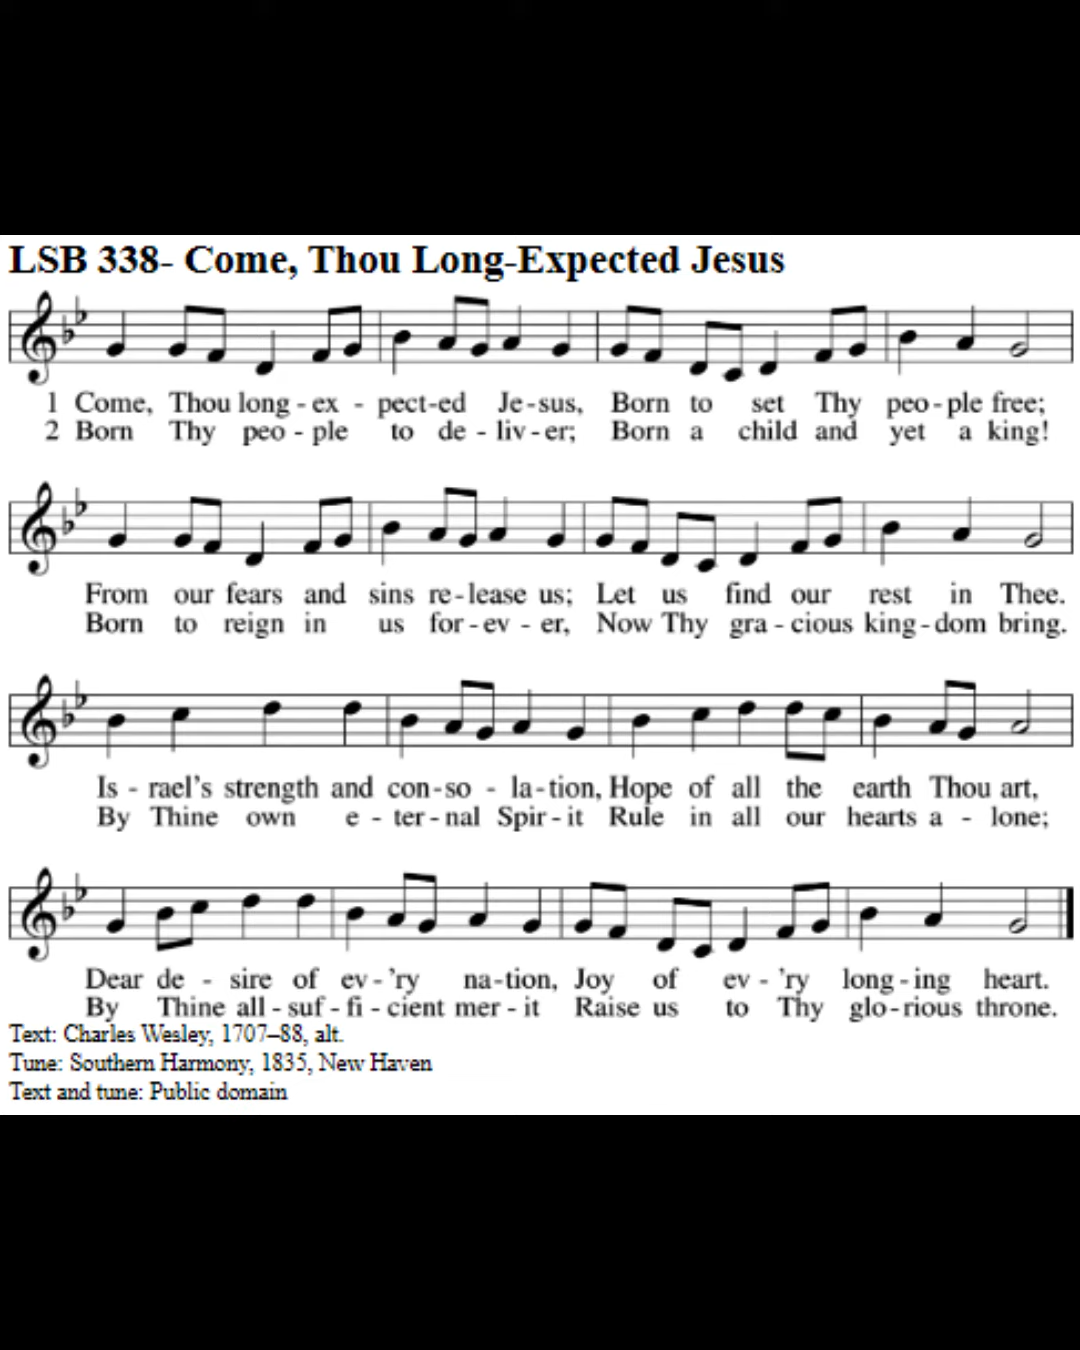 LSB 338- Come, Thou Long-Expected Jesus
1 Come, Thou long - ex - pect-ed Je-sus, Born to set Thy peo-ple free;
2 Born Thy peo - ple to de - liv - er; Born a child and yet a king!
From our fears and sins re-lease us; Let us find our rest in Thee.
Born to reign in us for-ev - er, Now Thy gra-cious king-dom bring.
Is - rael's strength and con-so - la-tion, Hope of all the earth Thou art,
By Thine own e - ter-nal Spir-it Rule in all our hearts a - lone;
Dear de - sire of ev-'ry na-tion, Joy of ev-'ry long-ing heart.
By Thine all-suf-fi-cient mer-it Raise us to Thy glo-rious throne.
Text: Charles Wesley, 1707–88, alt.
Tune: Southern Harmony, 1835, New Haven
Text and tune: Public domain